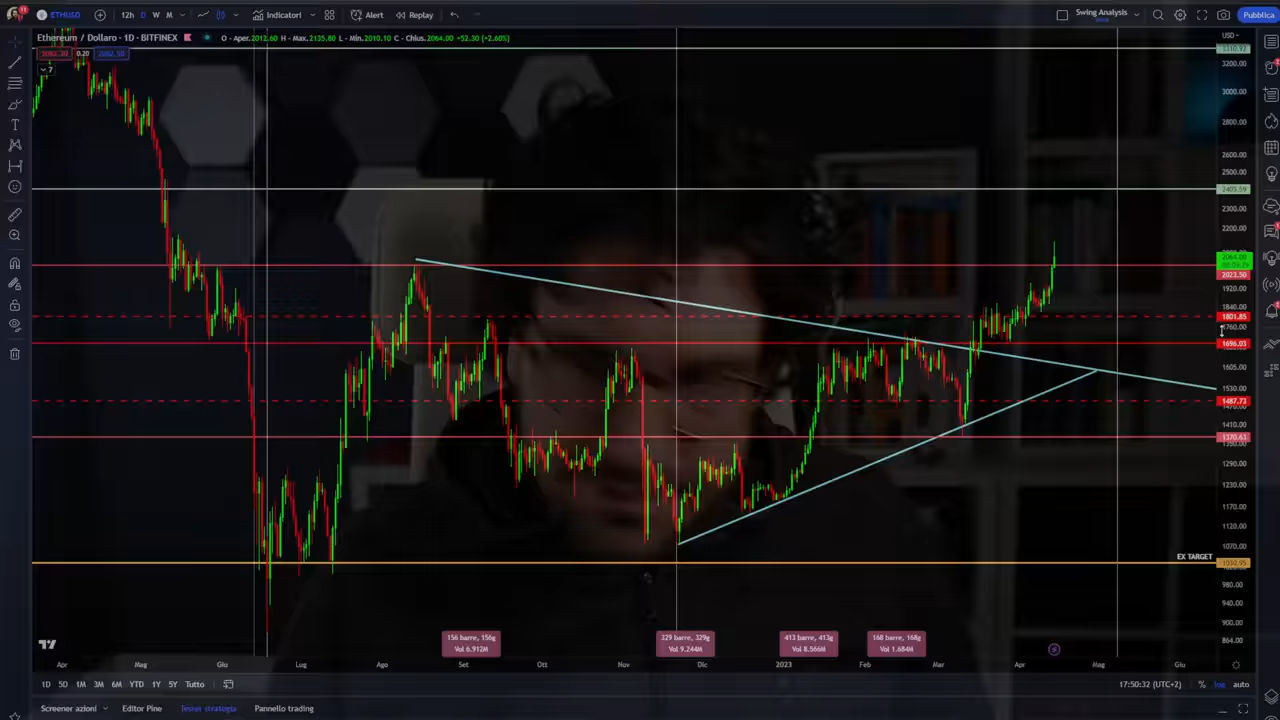 11
ETHUSD
12h D W M
Indicatori
Alert
Replay
Swing Analysis
Pubblica
Ethereum / Dollaro · 1D · BITFINEX
O - Aper.2012.60 H - Max.2135.80 L - Min.2010.10 C - Chius.2064.00 +52.30 (+2.60%)
0.20
7
USD
3200.00
3000.00
2800.00
2600.00
2500.00
2405.59
2300.00
2200.00
2064.00
2023.50
1920.00
1840.00
1801.85
1760.00
1696.03
1605.00
1530.00
1487.73
1410.00
1370.63
1290.00
1230.00
1170.00
1120.00
1070.00
EX TARGET
1030.95
980.00
940.00
900.00
864.00
156 barre, 156g
Vol 6.912M
329 barre, 329g
Vol 9.244M
413 barre, 413g
Vol 8.566M
168 barre, 168g
Vol 1.684M
Apr Mag Giu Lug Ago Set Ott Nov Dic 2023 Feb Mar Apr Mag Giu
1D 5D 1M 3M 6M YTD 1Y 5Y Tutto
17:50:32 (UTC+2) % log auto
Screener azioni
Editor Pine
Tester strategia
Pannello trading